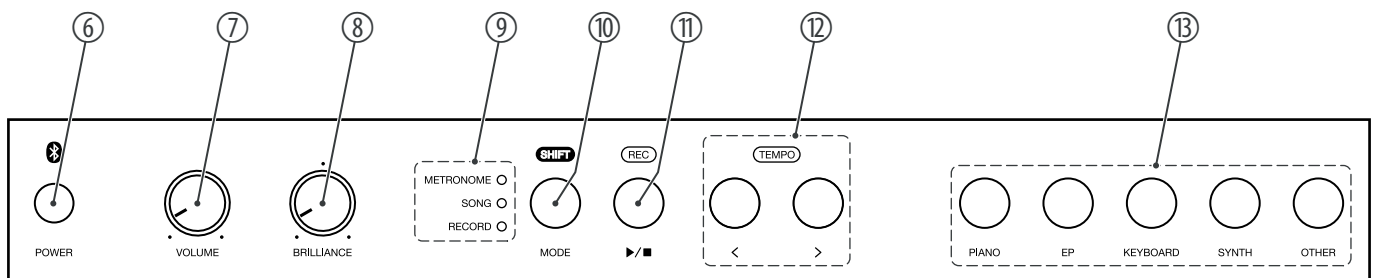 ⑥ ⑦ ⑧ ⑨ ⑩ ⑪ ⑫ ⑬
SHIFT REC TEMPO
METRONOME
SONG
RECORD
POWER VOLUME BRILLIANCE MODE ▶/■ < > PIANO EP KEYBOARD SYNTH OTHER